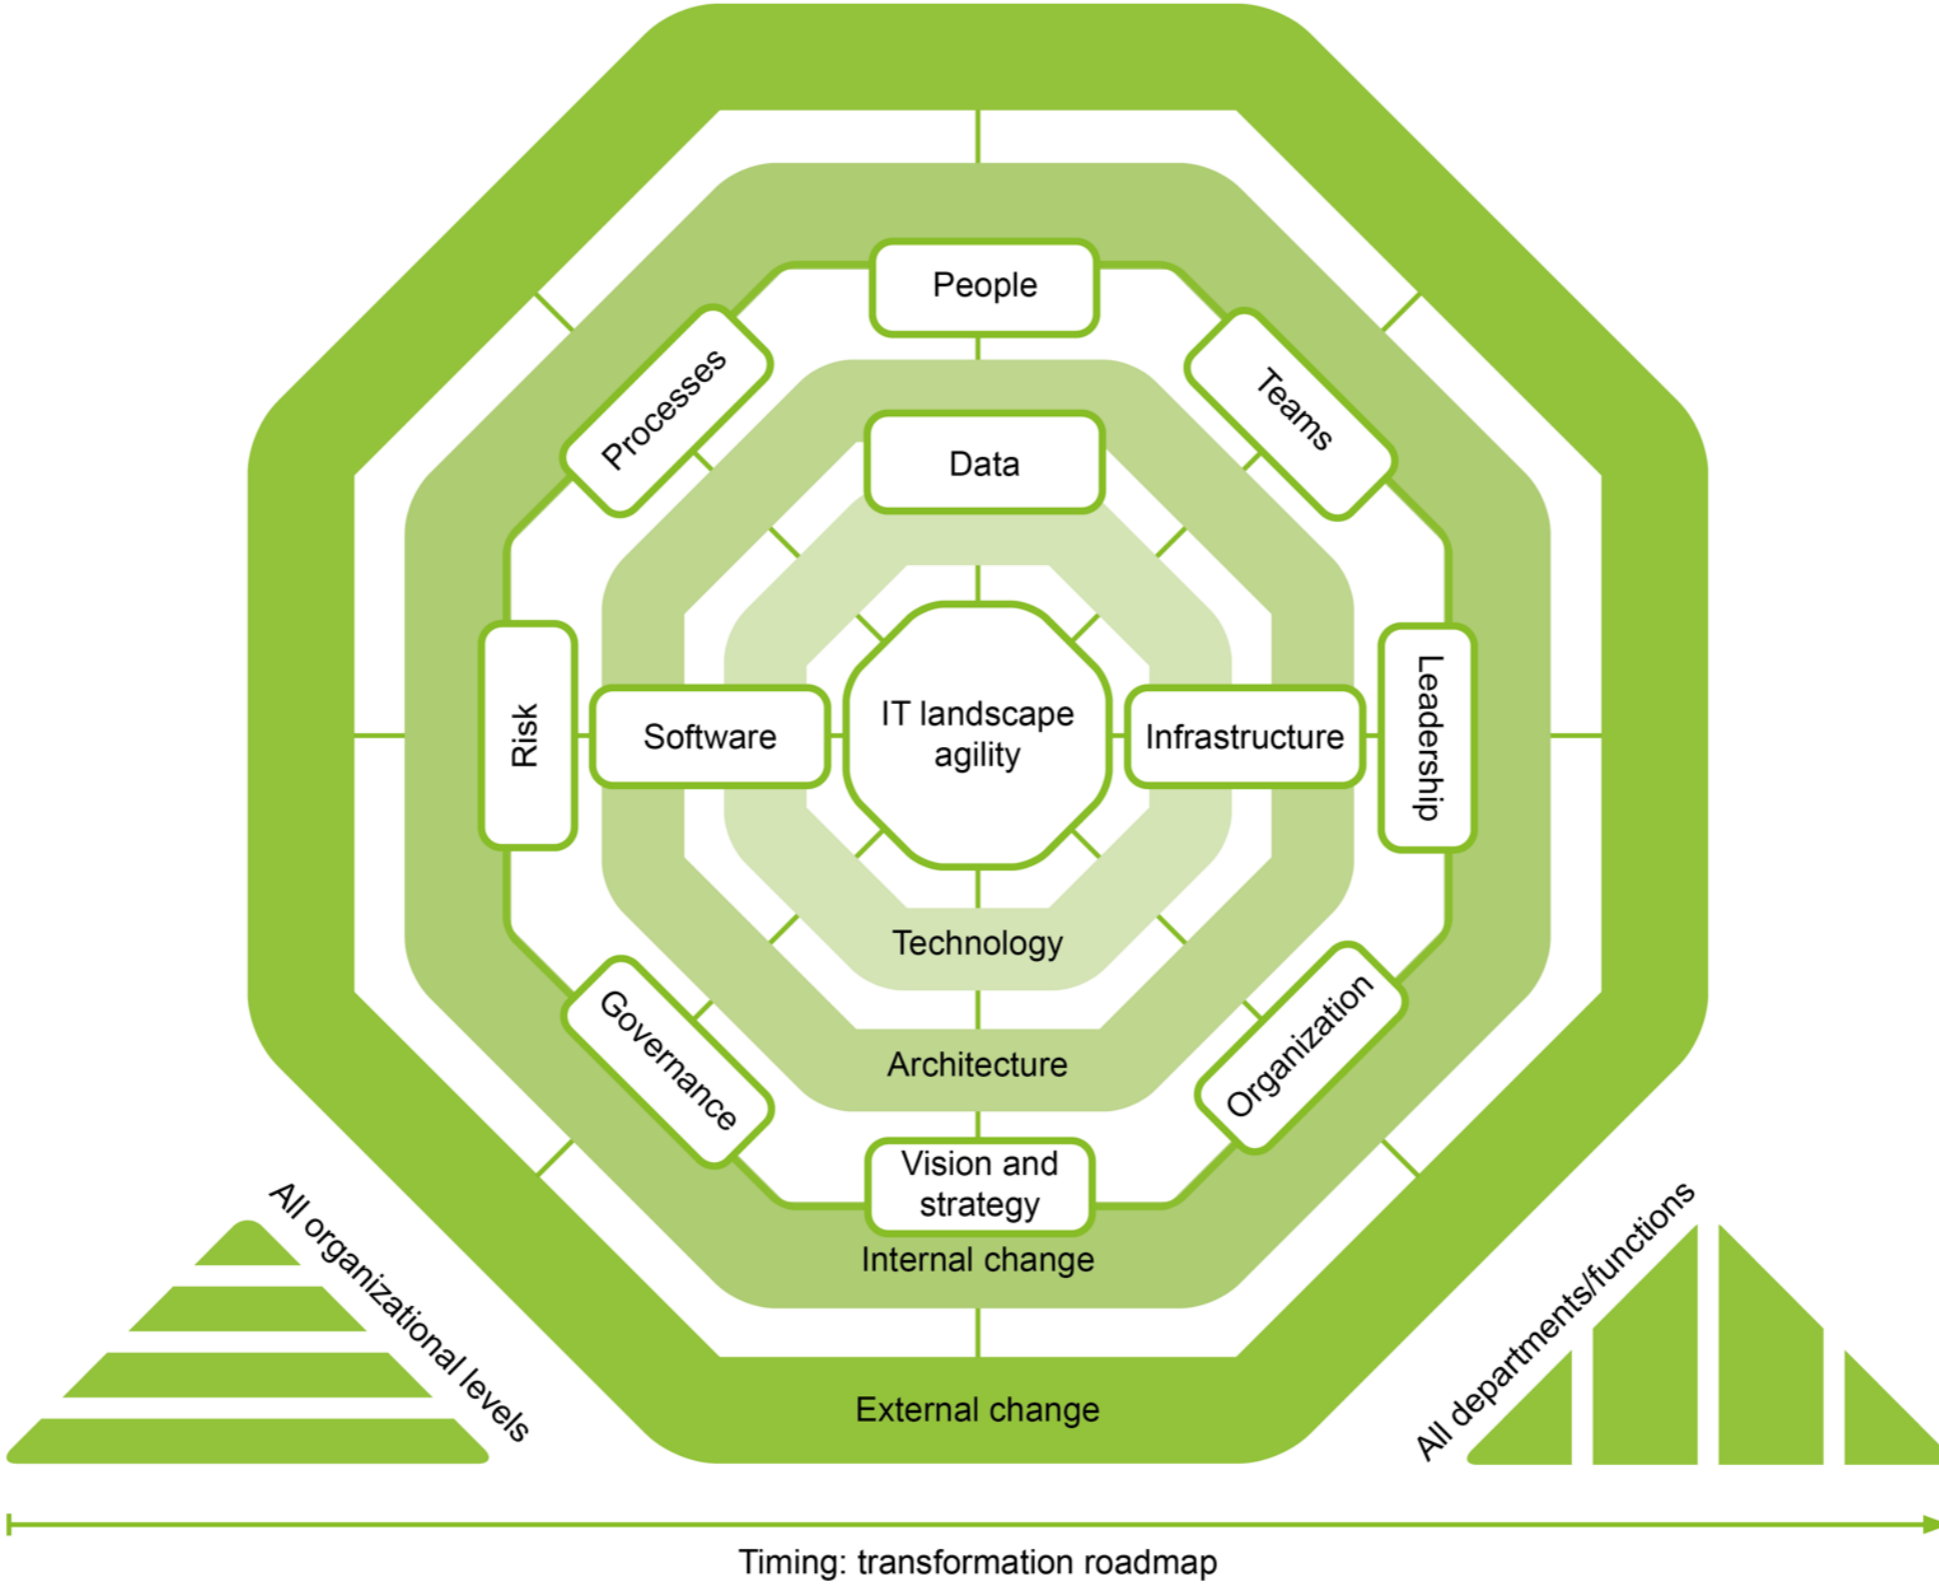 People
Processes
Teams
Data
Risk
Software
IT landscape
agility
Infrastructure
Leadership
Technology
Architecture
Governance
Organization
Vision and
strategy
Internal change
External change
All organizational levels
All departments/functions
Timing: transformation roadmap